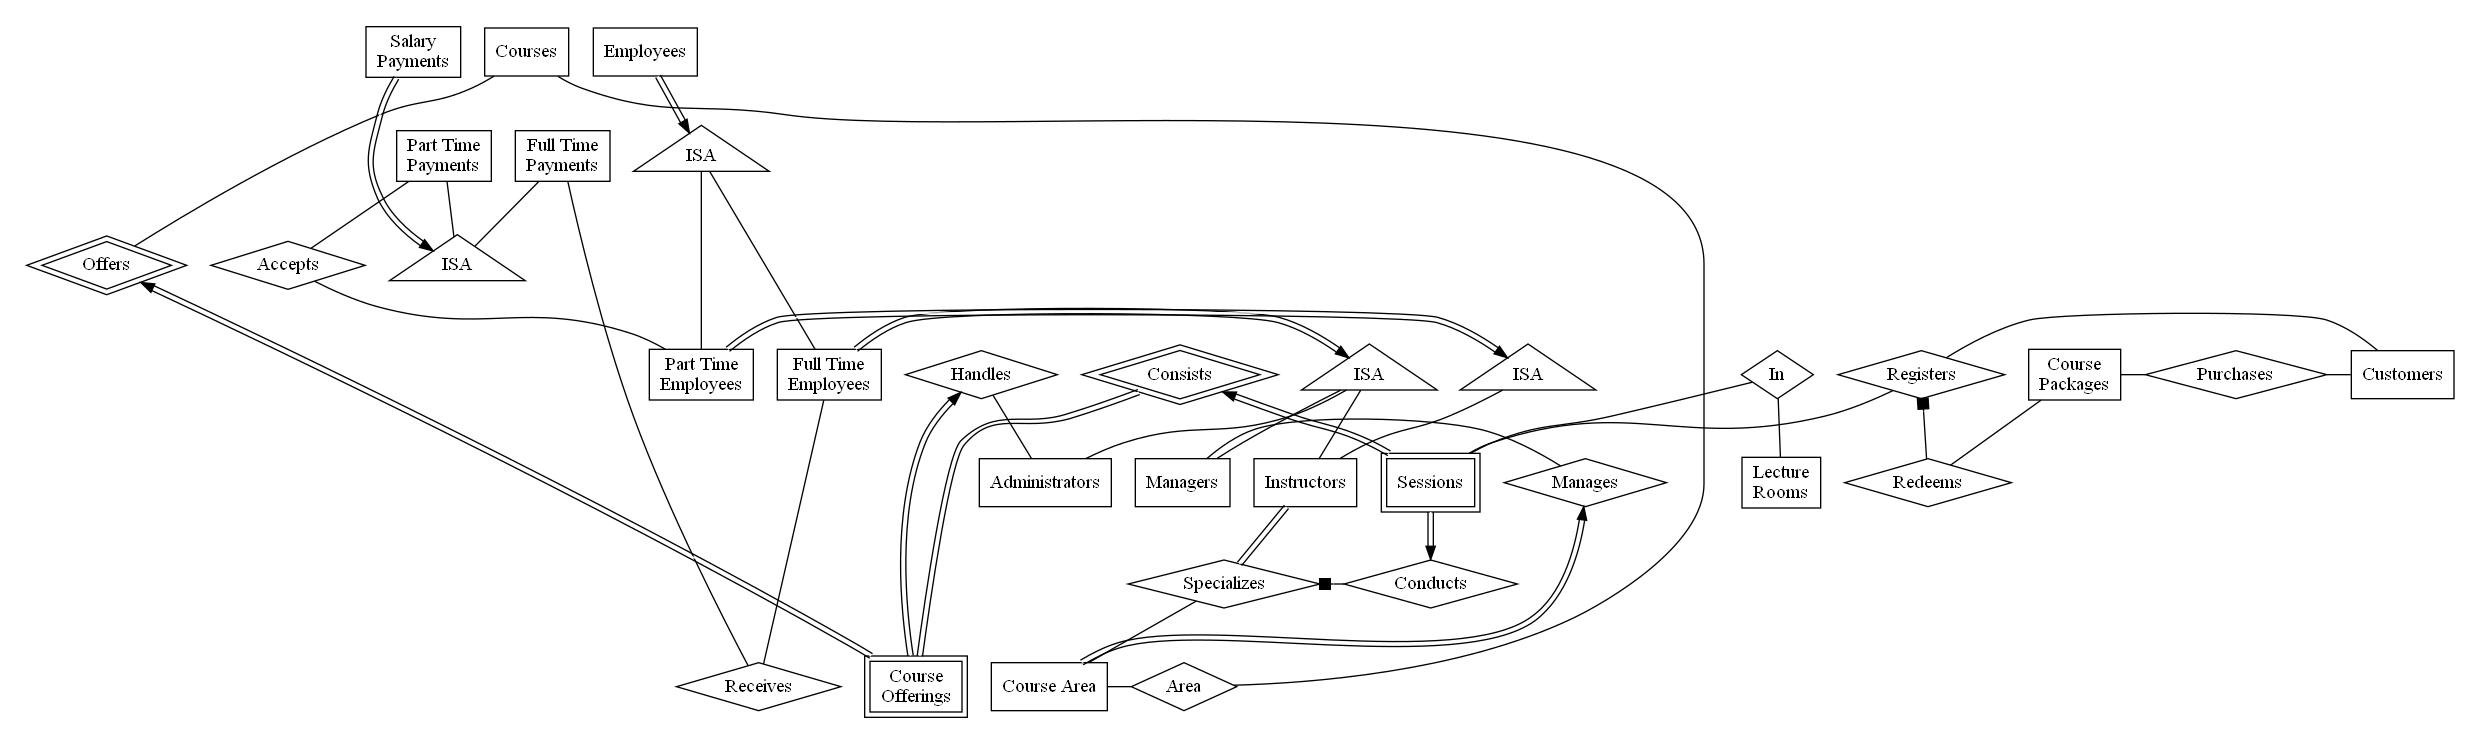 Salary
Payments
Courses
Employees
Part Time
Payments
Full Time
Payments
ISA
Offers
Accepts
ISA
Part Time
Employees
Full Time
Employees
Handles
Consists
ISA
ISA
In
Registers
Course
Packages
Purchases
Customers
Administrators
Managers
Instructors
Sessions
Manages
Lecture
Rooms
Redeems
Specializes
Conducts
Receives
Course
Offerings
Course Area
Area